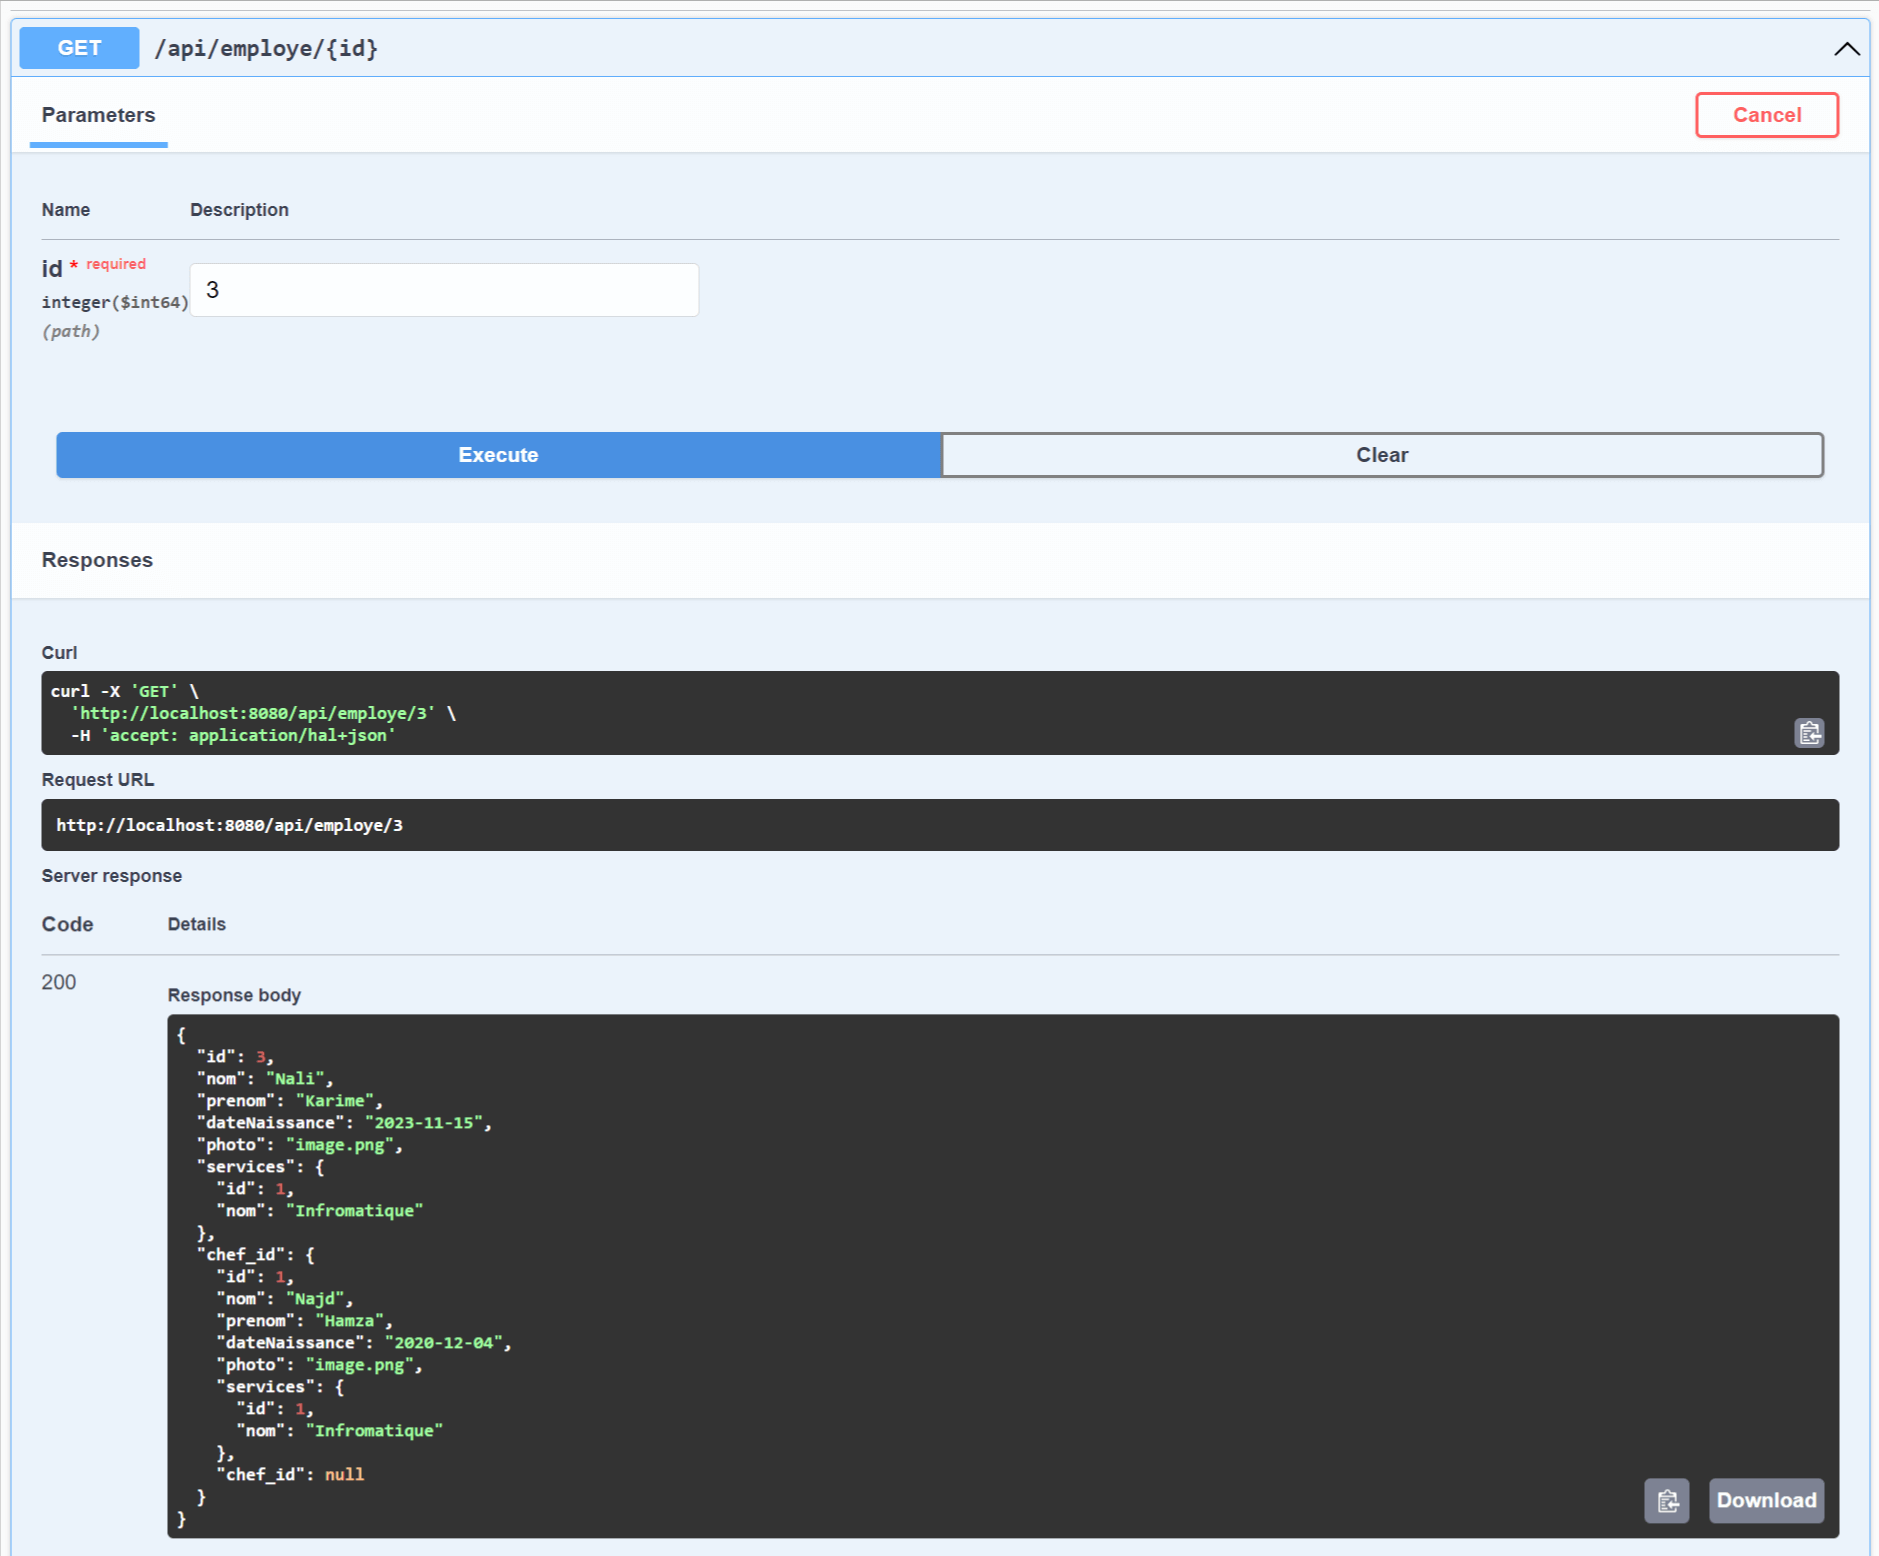 GET /api/employe/{id}
Parameters
Cancel
Name Description
id * required
integer($int64)
(path)
3
Execute Clear
Responses
Curl
curl -X 'GET' \
  'http://localhost:8080/api/employe/3' \
  -H 'accept: application/hal+json'
Request URL
http://localhost:8080/api/employe/3
Server response
Code Details
200
Response body
{
  "id": 3,
  "nom": "Nali",
  "prenom": "Karime",
  "dateNaissance": "2023-11-15",
  "photo": "image.png",
  "services": {
    "id": 1,
    "nom": "Infromatique"
  },
  "chef_id": {
    "id": 1,
    "nom": "Najd",
    "prenom": "Hamza",
    "dateNaissance": "2020-12-04",
    "photo": "image.png",
    "services": {
      "id": 1,
      "nom": "Infromatique"
    },
    "chef_id": null
  }
}
Download